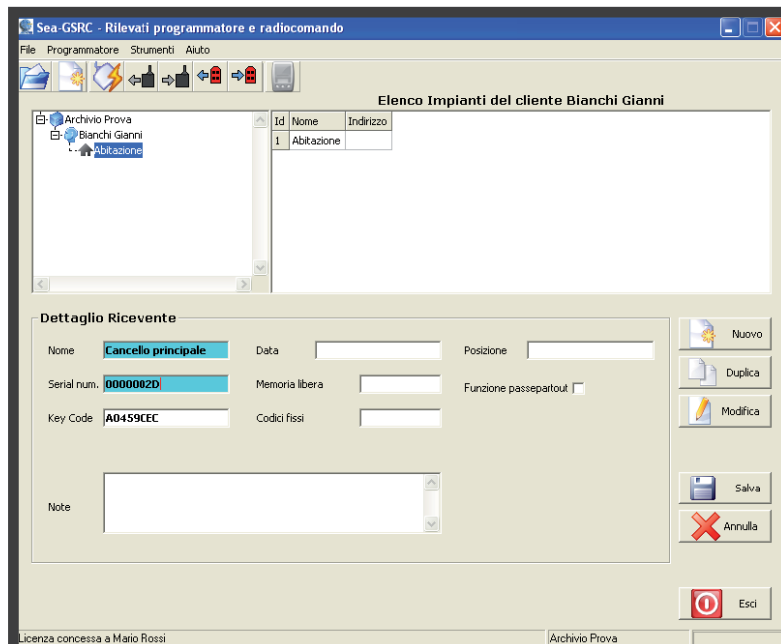 Sea-GSRC - Rilevati programmatore e radiocomando
File Programmatore Strumenti Aiuto
Elenco Impianti del cliente Bianchi Gianni
Archivio Prova
Bianchi Gianni
Abitazione
Id Nome Indirizzo
1 Abitazione
Dettaglio Ricevente
Nome Cancello principale Data Posizione
Serial num. 0000002D Memoria libera Funzione passepartout
Key Code A0459CEC Codici fissi
Note
Nuovo
Duplica
Modifica
Salva
Annulla
Esci
Licenza concessa a Mario Rossi Archivio Prova